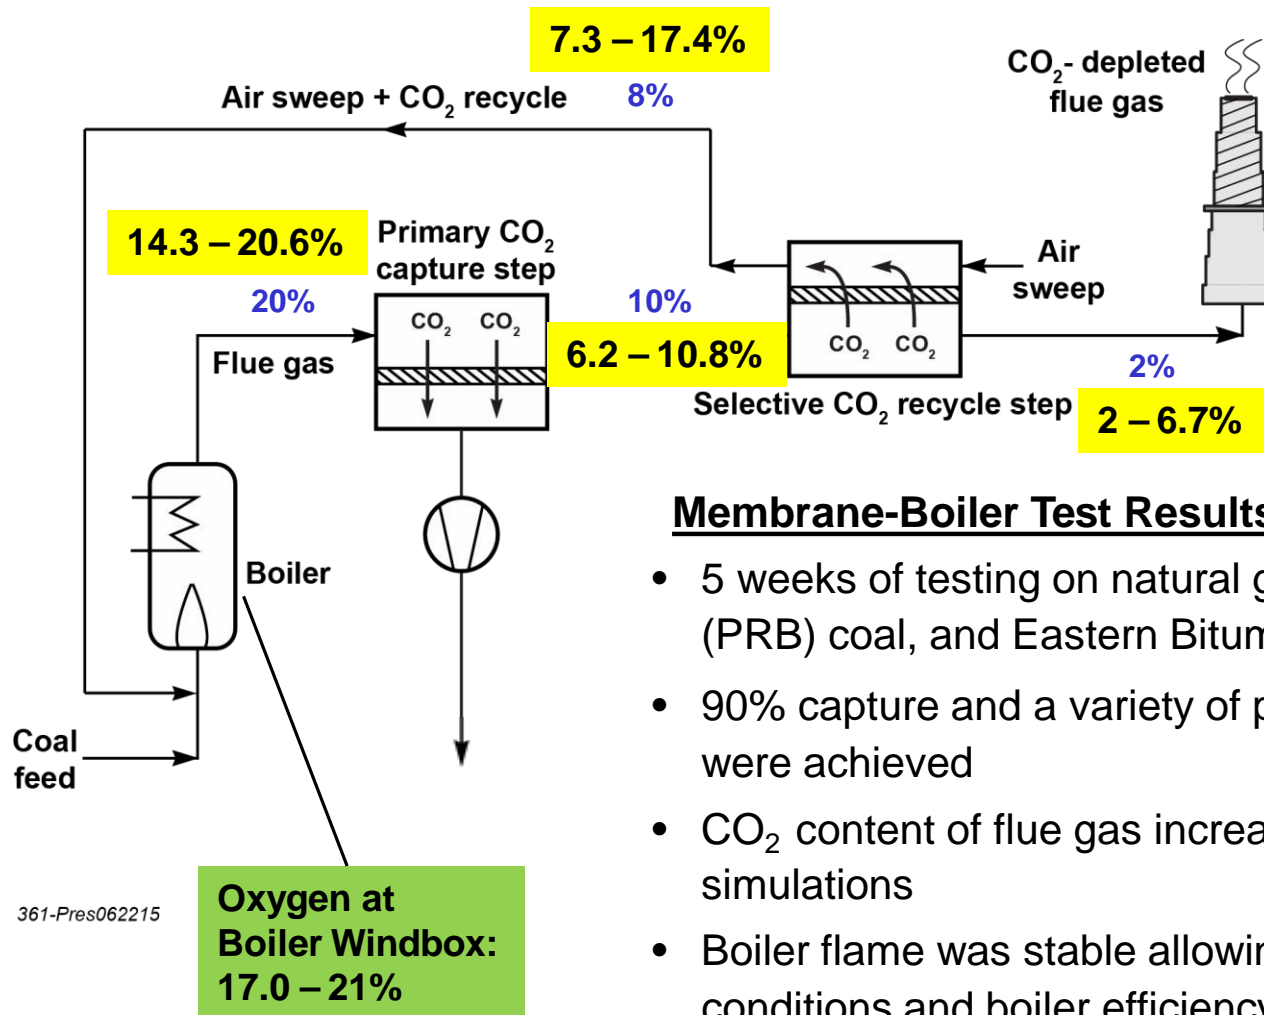 7.3 – 17.4%
CO2- depleted
flue gas
Air sweep + CO2 recycle
8%
14.3 – 20.6%
Primary CO2
capture step
20%
10%
Air
sweep
CO2 CO2
CO2 CO2
Flue gas
6.2 – 10.8%
2%
Selective CO2 recycle step
2 – 6.7%
Boiler
Coal
feed
Oxygen at
Boiler Windbox:
17.0 – 21%
361-Pres062215
Membrane-Boiler Test Results
• 5 weeks of testing on natural g
(PRB) coal, and Eastern Bitum
• 90% capture and a variety of p
were achieved
• CO2 content of flue gas increa
simulations
• Boiler flame was stable allowin
conditions and boiler efficiency